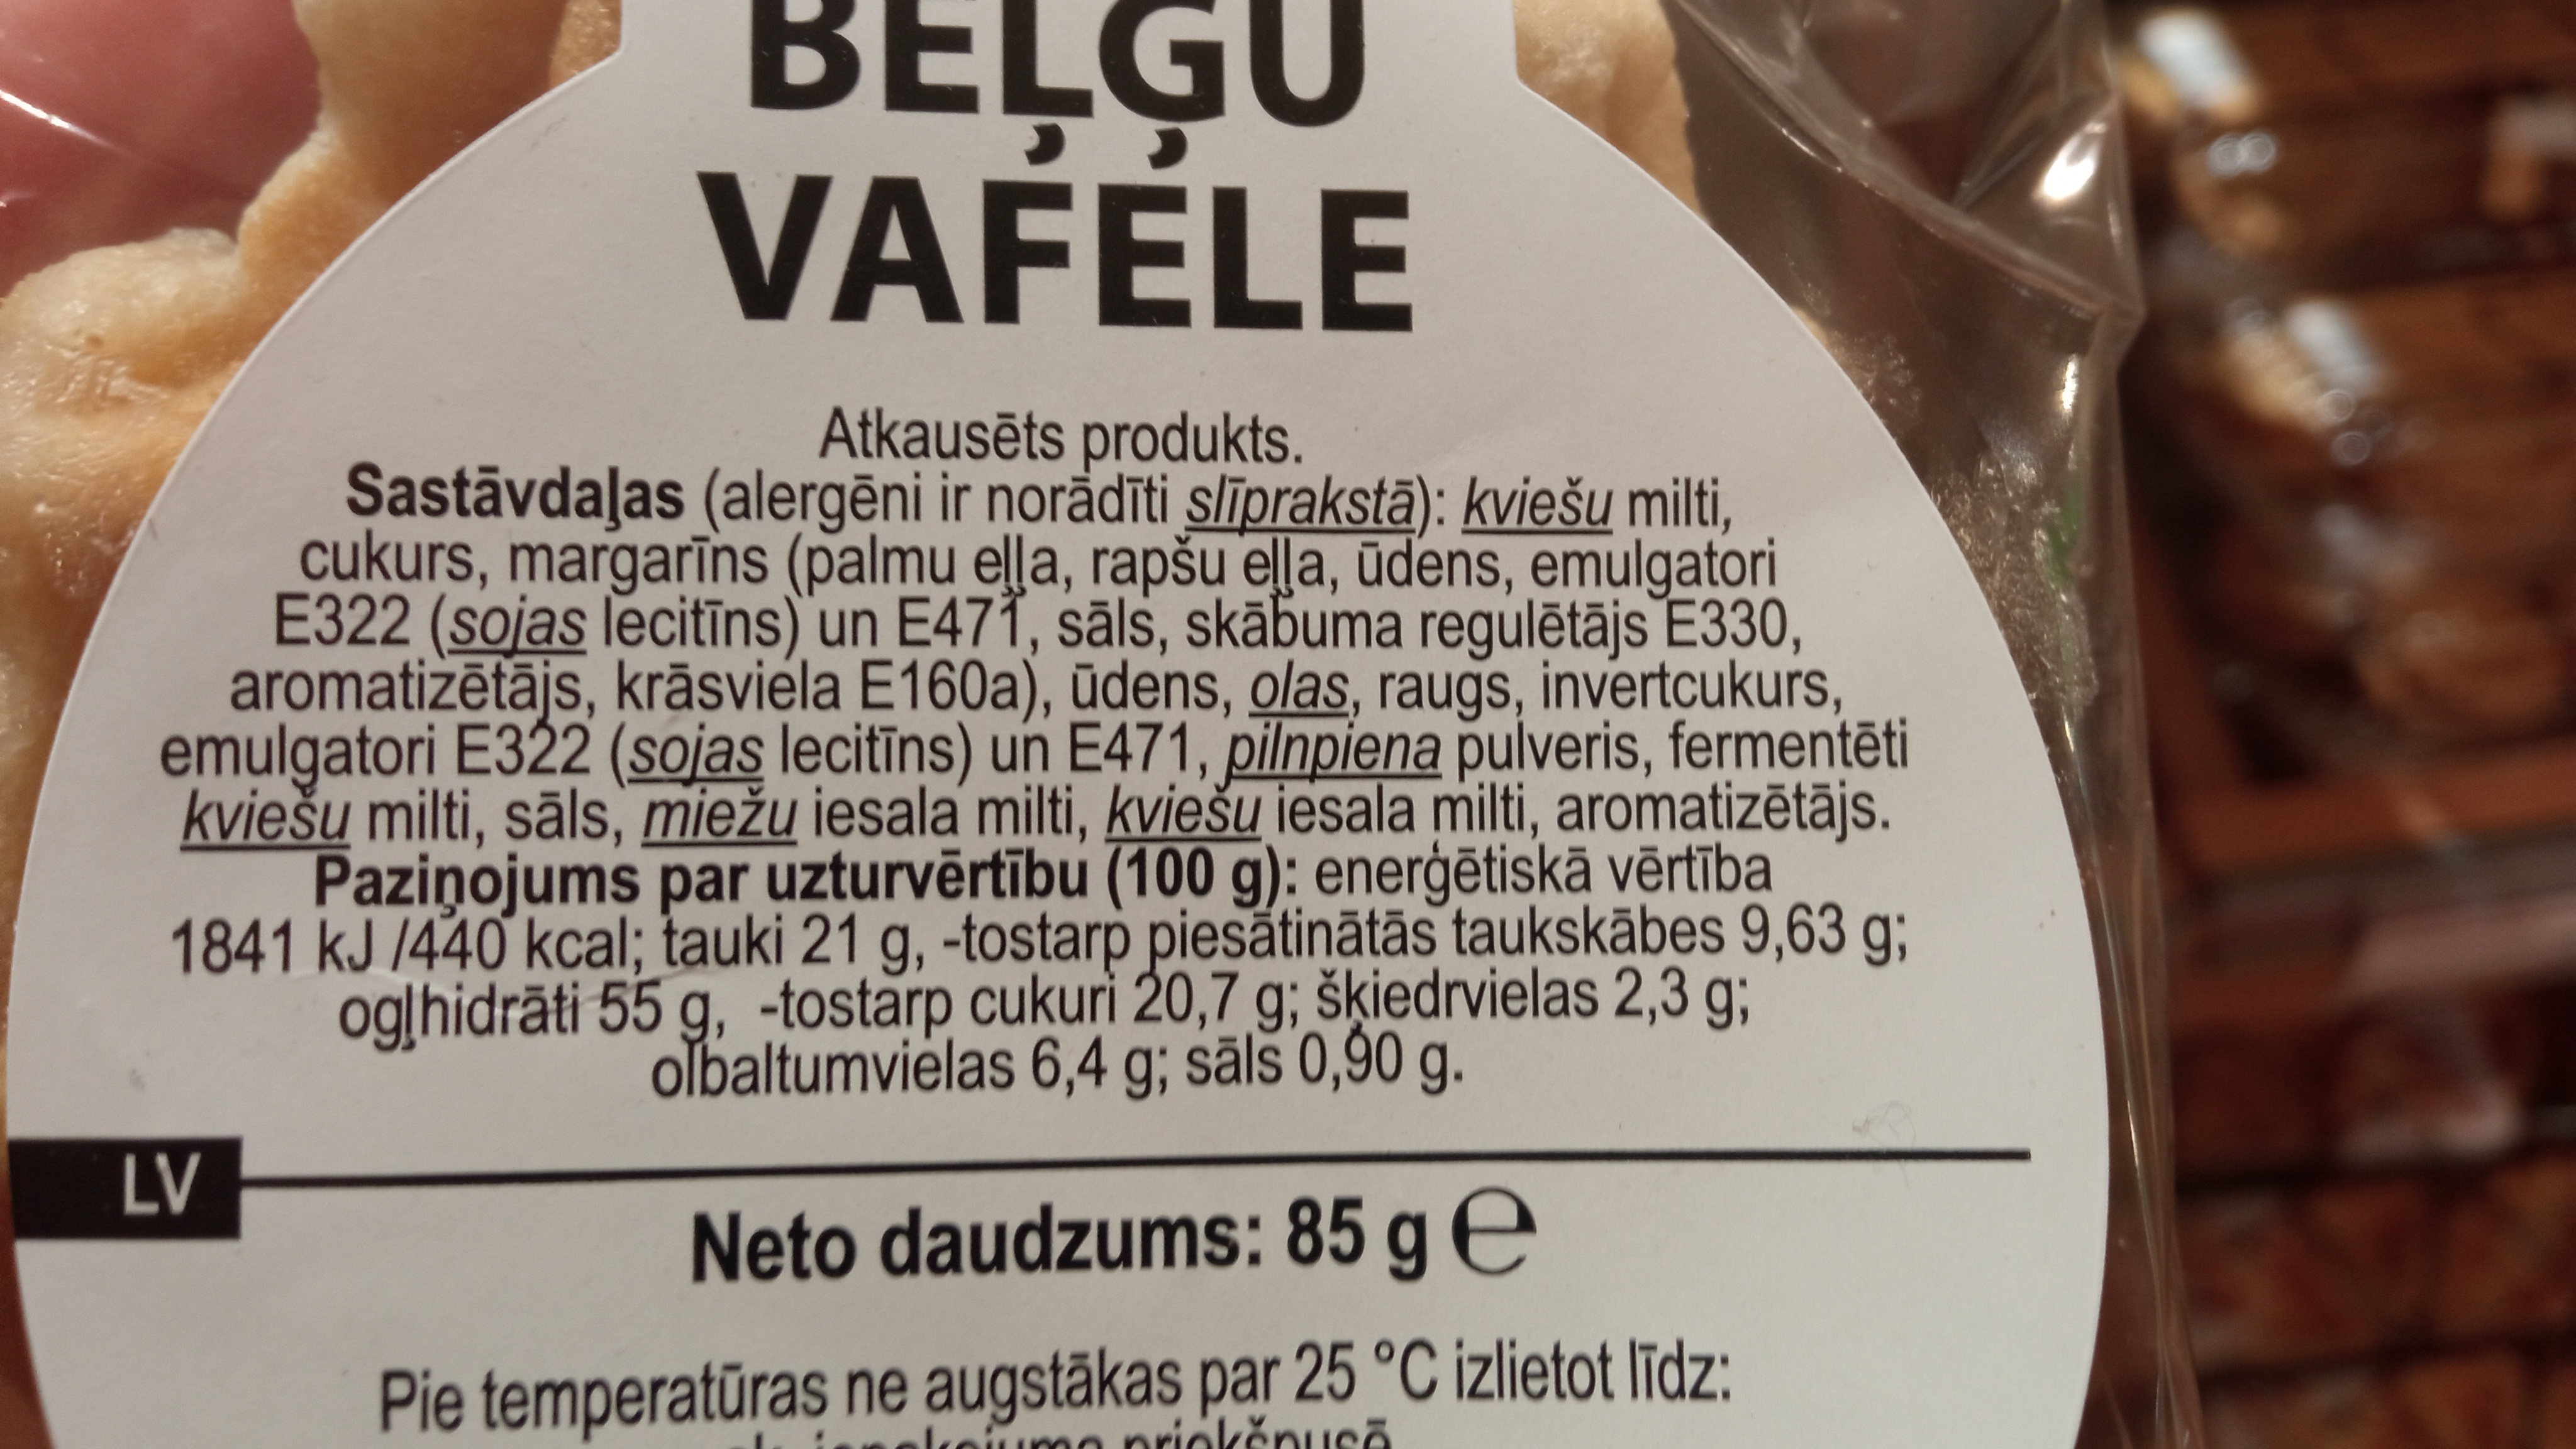 BEĻĢU
VAFELE
Atkausēts produkts.
Sastāvdaļas (alergēni ir norādīti slīprakstā): kviešu milti,
cukurs, margarīns (palmu eļļa, rapšu eļļa, ūdens, emulgatori
E322 (sojas lecitīns) un E471, sāls, skābuma regulētājs E330,
aromatizētājs, krāsviela E160a), ūdens, olas, raugs, invertcukurs,
emulgatori E322 (sojas lecitīns) un E471, pilnpiena pulveris, fermentēti
kviešu milti, sāls, miežu iesala milti, kviešu iesala milti, aromatizētājs.
Paziņojums par uzturvērtību (100 g): enerģētiskā vērtība
1841 kJ /440 kcal; tauki 21 g, -tostarp piesātinātās taukskābes 9,63 g;
ogļhidrāti 55 g, -tostarp cukuri 20,7 g; šķiedrvielas 2,3 g;
olbaltumvielas 6,4 g; sāls 0,90 g.
LV
Neto daudzums: 85 g ℮
Pie temperatūras ne augstākas par 25 °C izlietot līdz:
priekšpusē